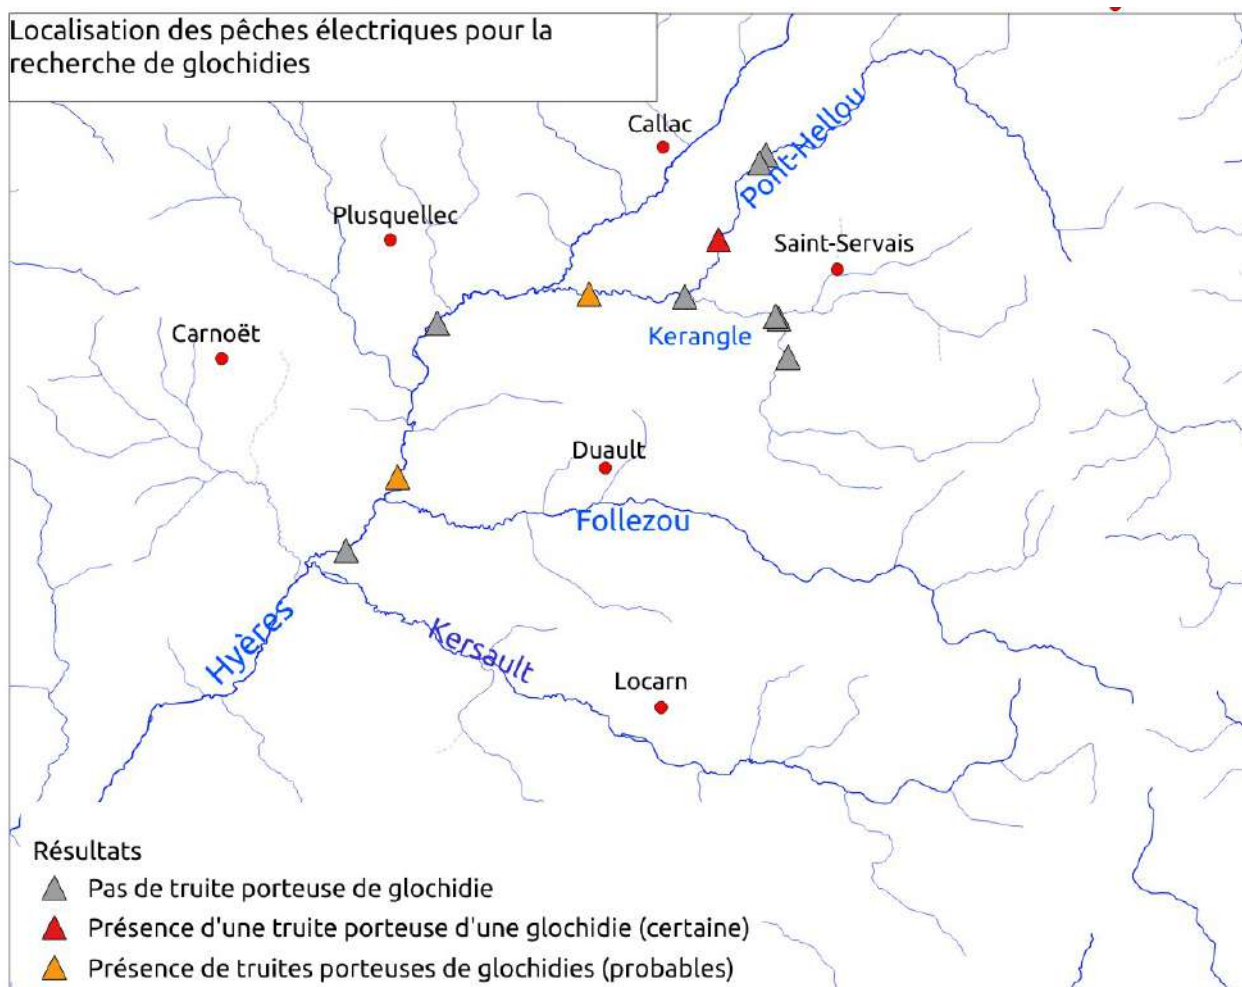 Localisation des pêches électriques pour la
recherche de glochidies
Callac
Pont-Hellou
Plusquellec
Saint-Servais
Kerangle
Carnoët
Duault
Follezou
Hyères
Kersault
Locarn
Résultats
Pas de truite porteuse de glochidie
Présence d'une truite porteuse d'une glochidie (certaine)
Présence de truites porteuses de glochidies (probables)